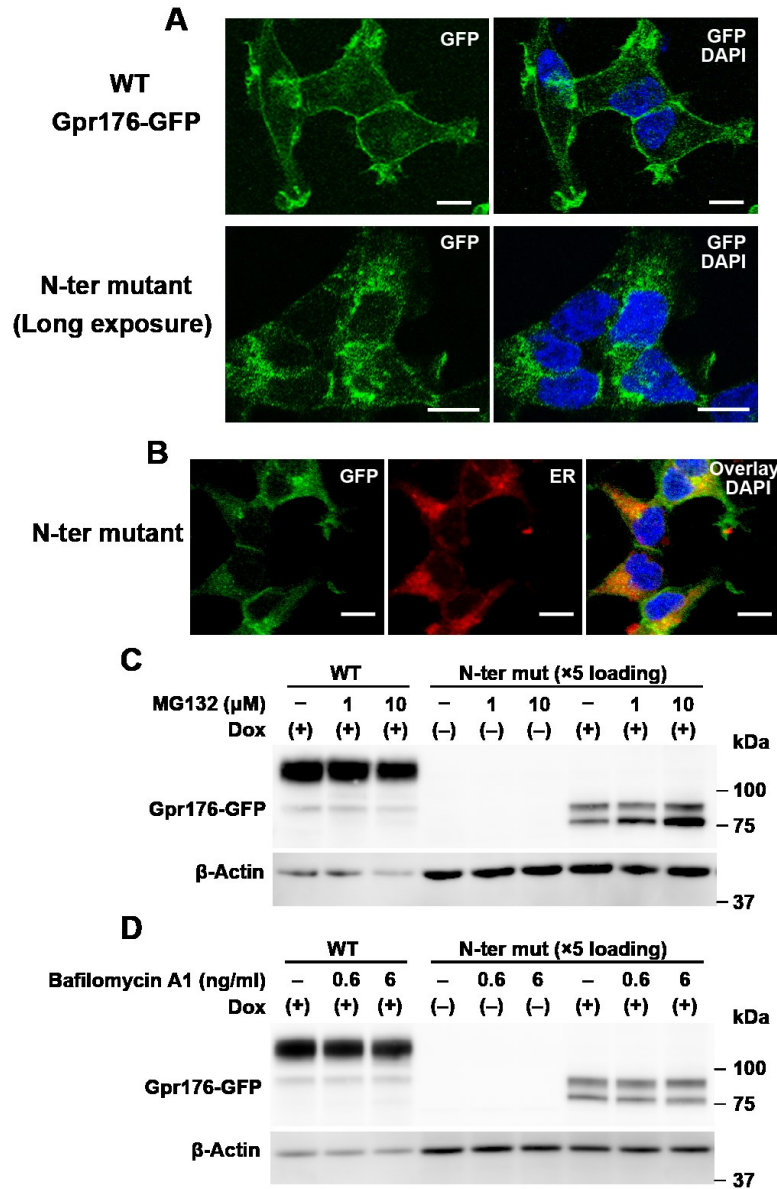 A
WT
Gpr176-GFP
GFP
GFP
DAPI
N-ter mutant
(Long exposure)
GFP
GFP
DAPI
B
N-ter mutant
GFP
ER
Overlay
DAPI
C
WT N-ter mut (×5 loading)
MG132 (μM) – 1 10 – 1 10 – 1 10
Dox (+) (+) (+) (–) (–) (–) (+) (+) (+)
kDa
Gpr176-GFP
100
75
β-Actin
37
D
WT N-ter mut (×5 loading)
Bafilomycin A1 (ng/ml) – 0.6 6 – 0.6 6 – 0.6 6
Dox (+) (+) (+) (–) (–) (–) (+) (+) (+)
kDa
Gpr176-GFP
100
75
β-Actin
37